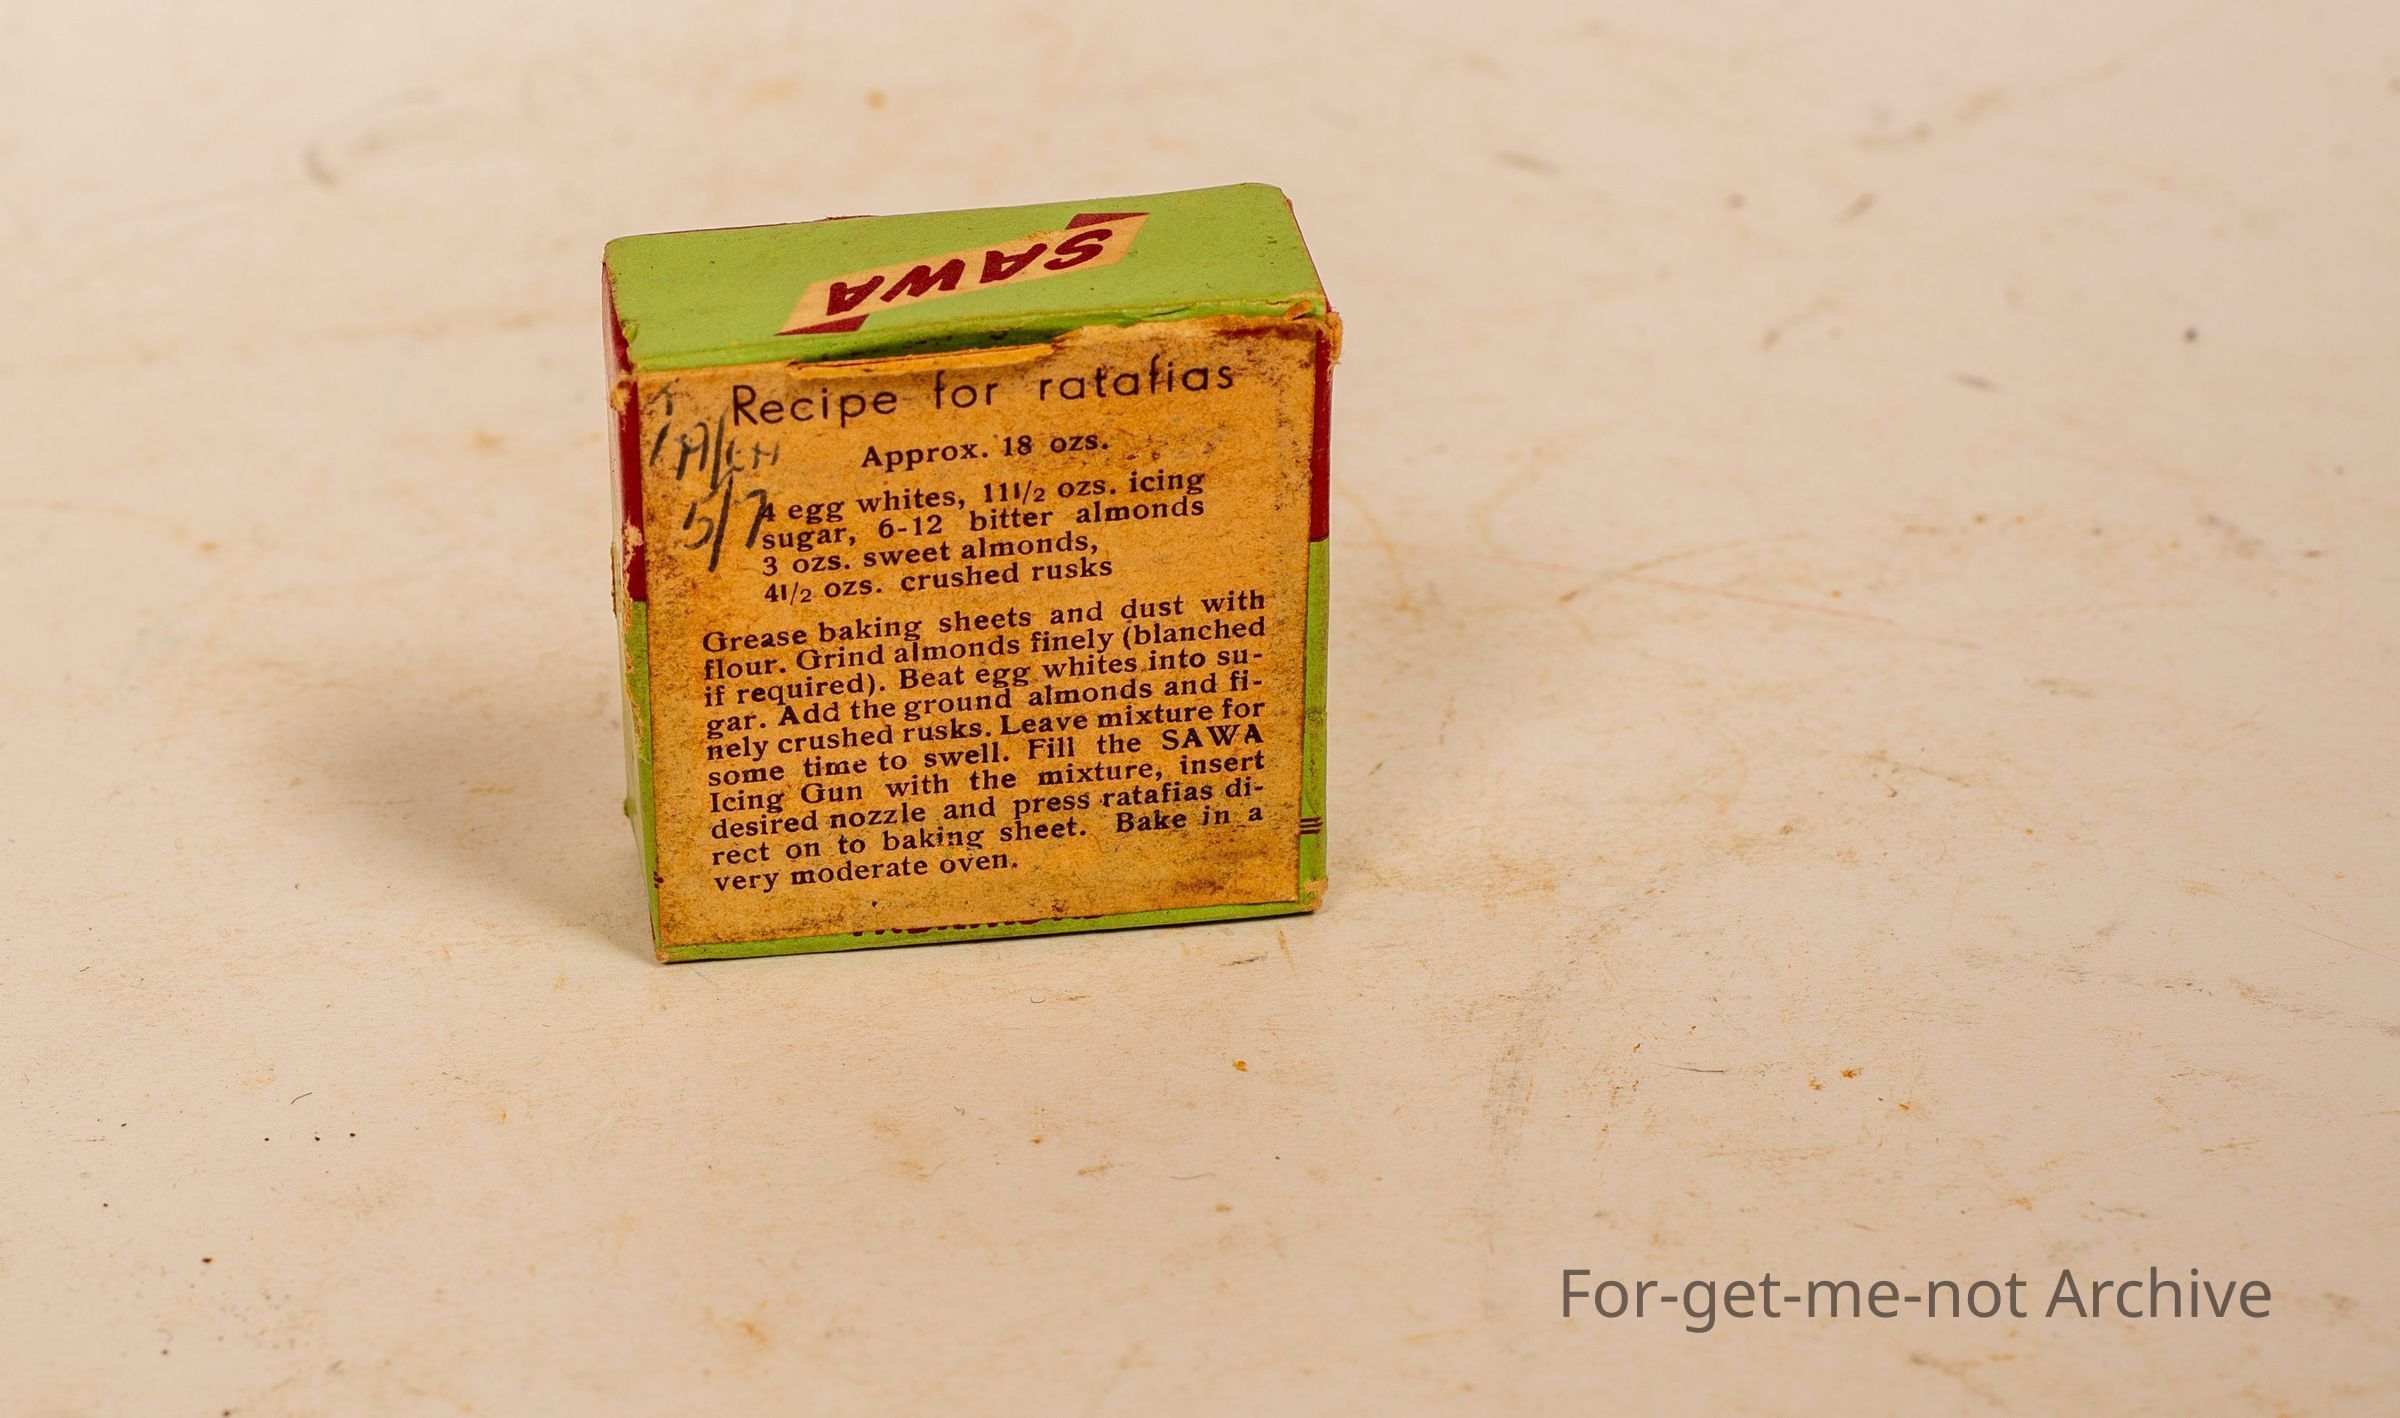 SAWA
Recipe for ratafias
Approx. 18 ozs.
5/7
4 egg whites, 11 1/2 ozs. icing
sugar, 6-12 bitter almonds
3 ozs. sweet almonds,
4 1/2 ozs. crushed rusks
Grease baking sheets and dust with
flour. Grind almonds finely (blanched
if required). Beat egg whites into su-
gar. Add the ground almonds and fi-
nely crushed rusks. Leave mixture for
some time to swell. Fill the SAWA
Icing Gun with the mixture, insert
desired nozzle and press ratafias di-
rect on to baking sheet. Bake in a
very moderate oven.
For-get-me-not Archive